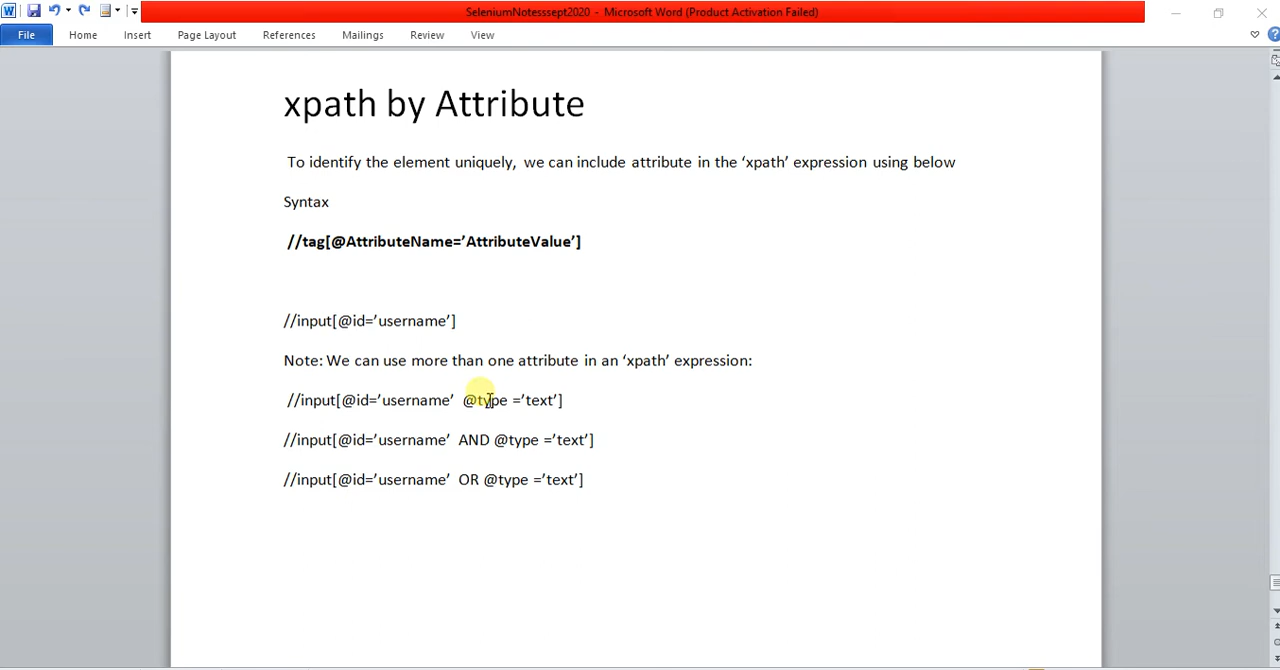 SeleniumNotesssept2020 - Microsoft Word (Product Activation Failed)
File Home Insert Page Layout References Mailings Review View
xpath by Attribute
To identify the element uniquely, we can include attribute in the ‘xpath’ expression using below
Syntax
//tag[@AttributeName=’AttributeValue’]
//input[@id=’username’]
Note: We can use more than one attribute in an ‘xpath’ expression:
//input[@id=’username’ @type =’text’]
//input[@id=’username’ AND @type =’text’]
//input[@id=’username’ OR @type =’text’]